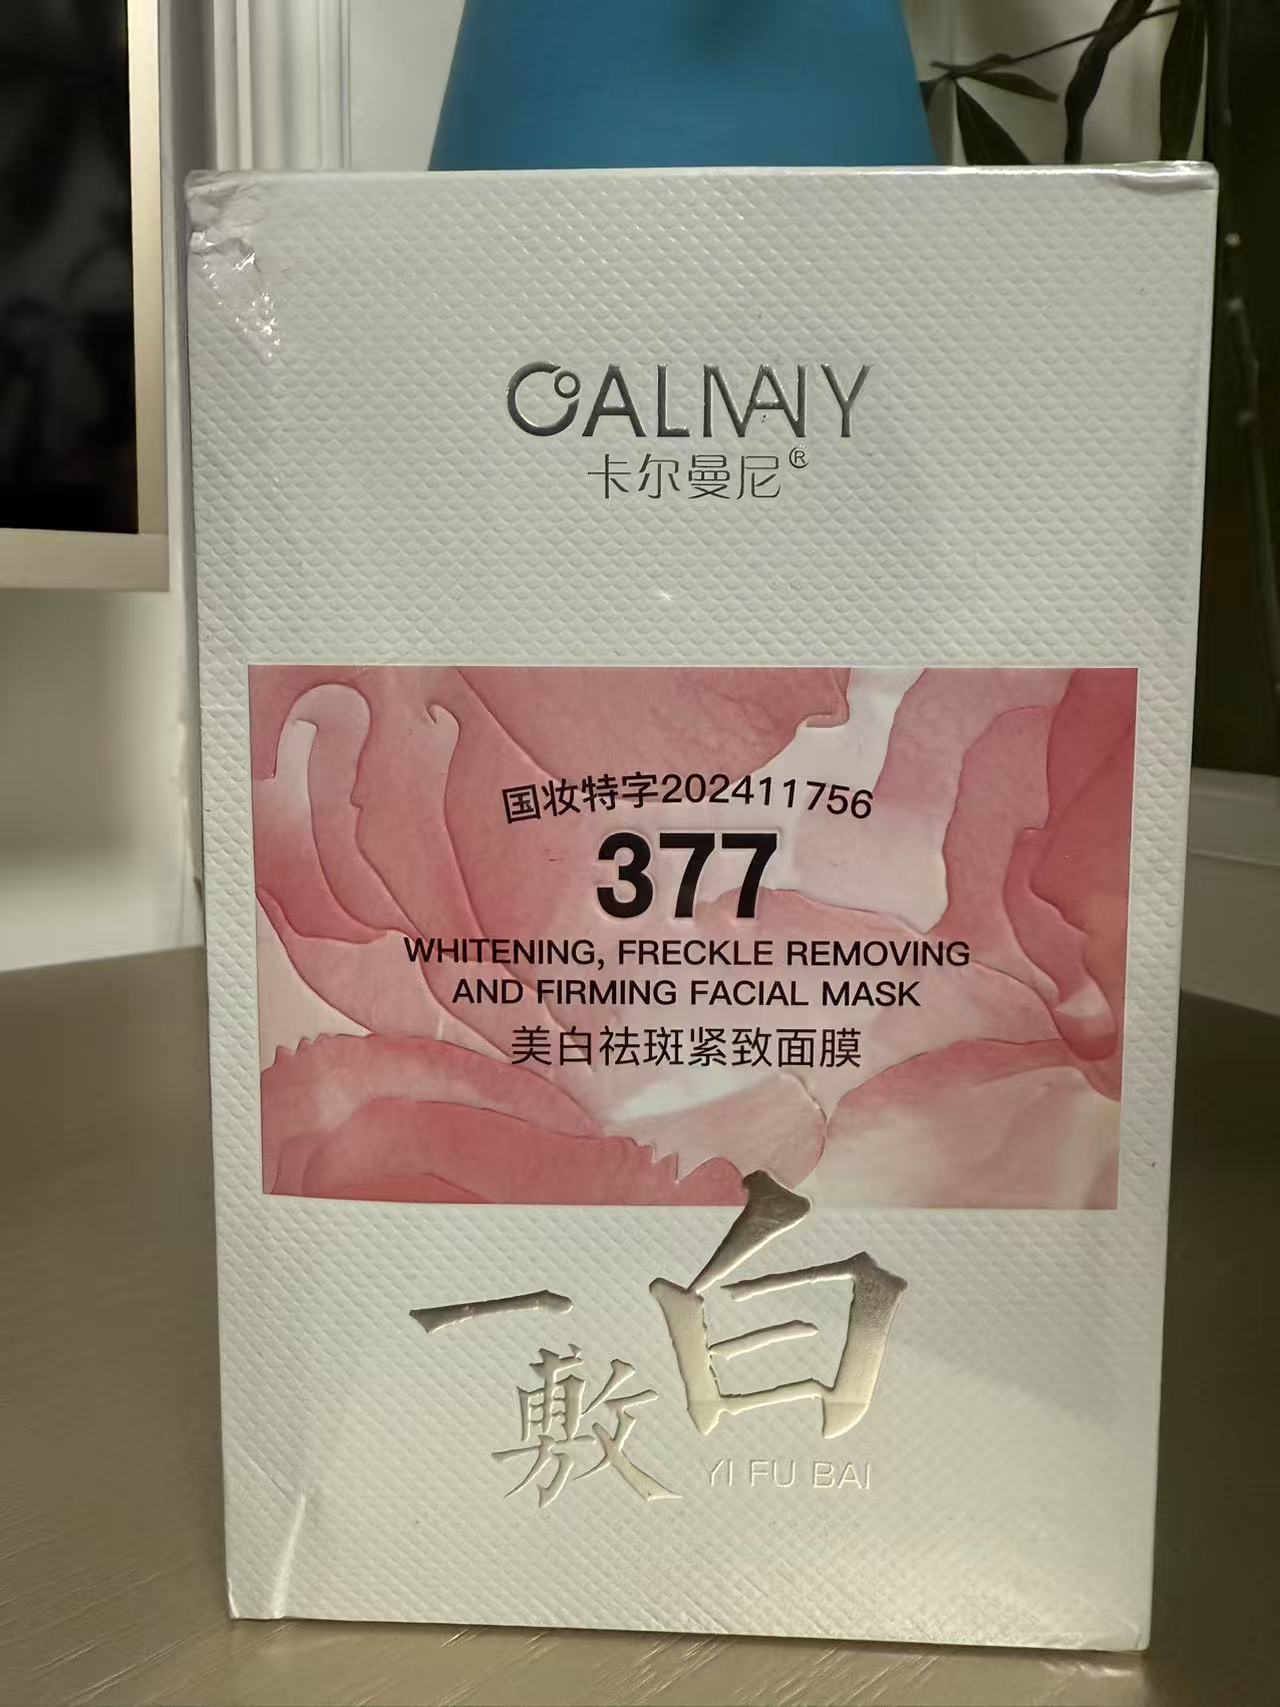 CALMNY
卡尔曼尼®
国妆特字202411756
377
WHITENING, FRECKLE REMOVING
AND FIRMING FACIAL MASK
美白祛斑紧致面膜
一敷白
YI FU BAI